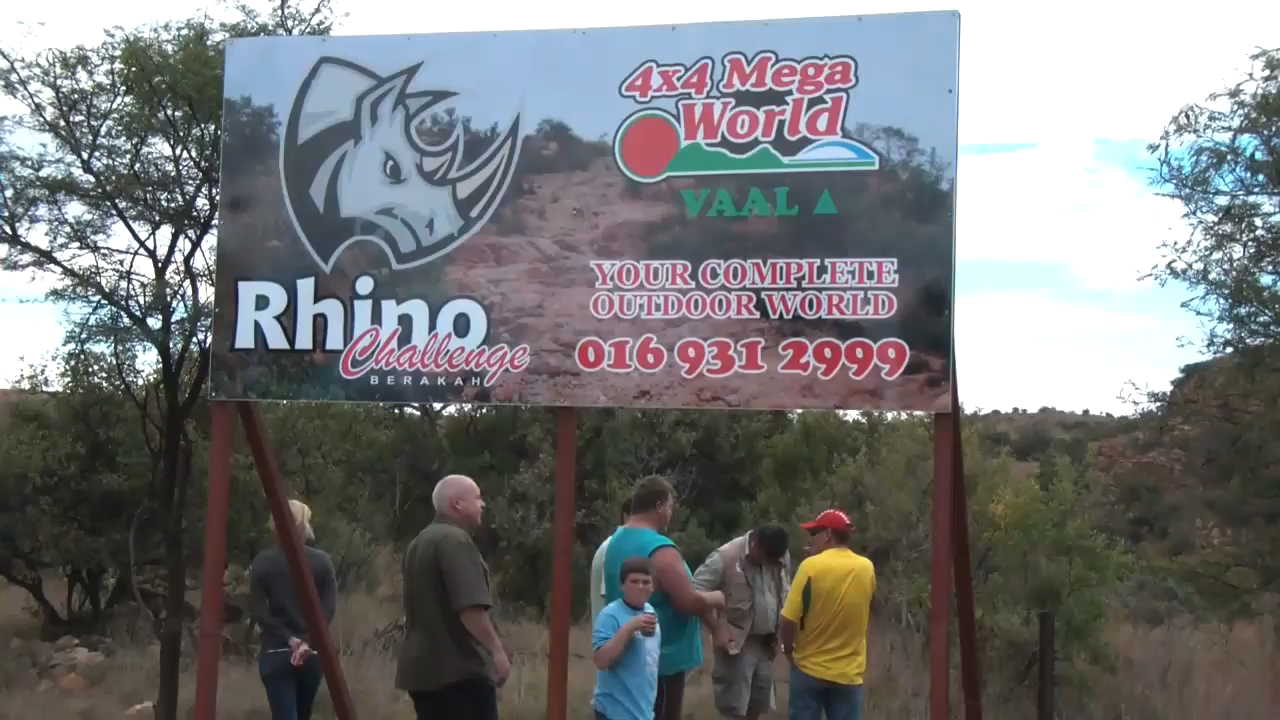 Rhino
Challenge
BERAKAH
4x4 Mega
World
VAAL
YOUR COMPLETE
OUTDOOR WORLD
016 931 2999